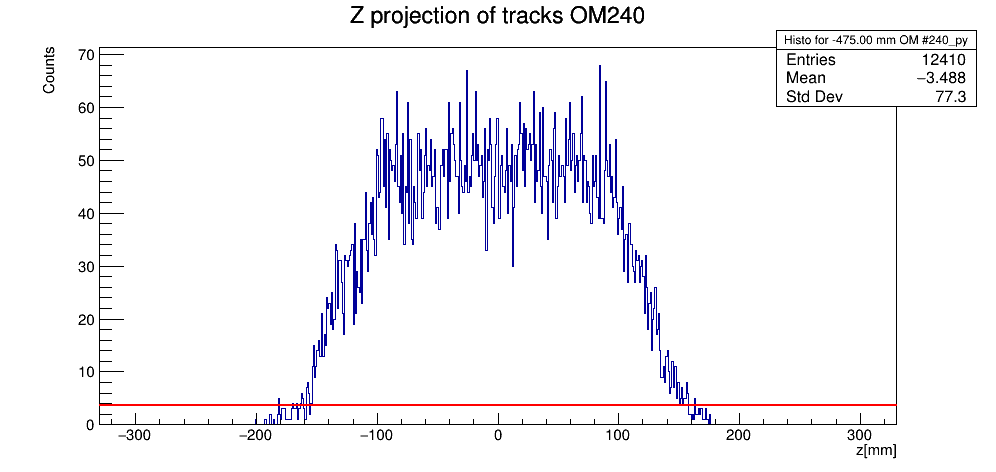 Z projection of tracks OM240
Histo for -475.00 mm OM #240_py
Entries 12410
Mean −3.488
Std Dev 77.3
Counts
70
60
50
40
30
20
10
0
−300 −200 −100 0 100 200 300
z[mm]